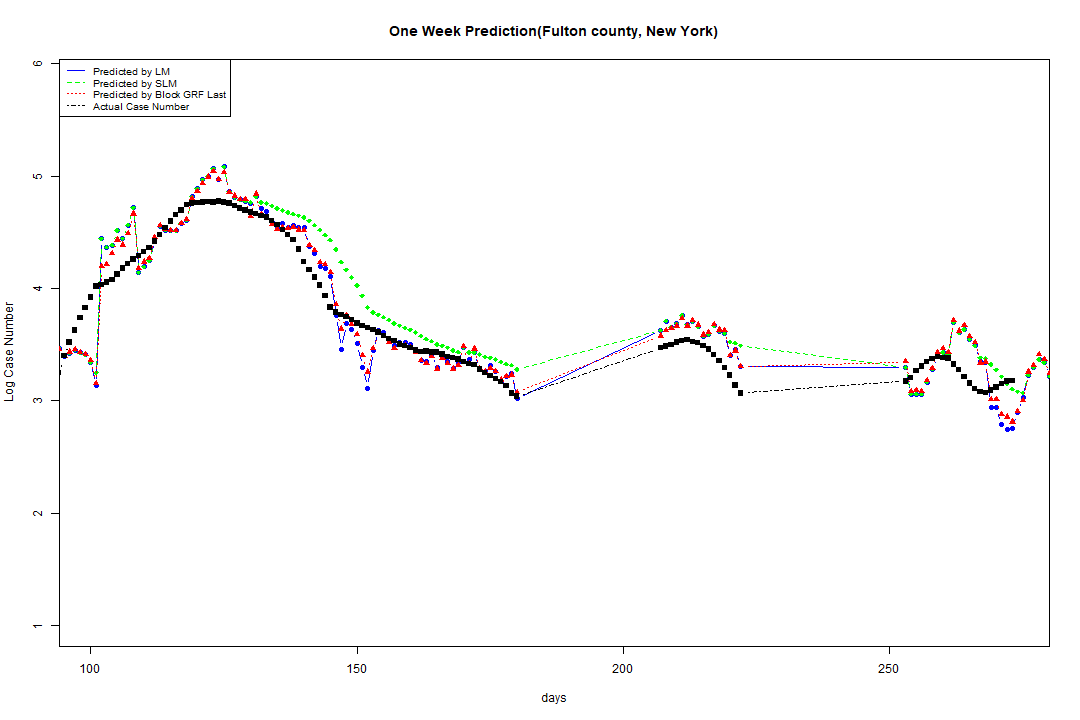 One Week Prediction(Fulton county, New York)
Predicted by LM
Predicted by SLM
Predicted by Block GRF Last
Actual Case Number
Log Case Number
6
5
4
3
2
1
100 150 200 250
days